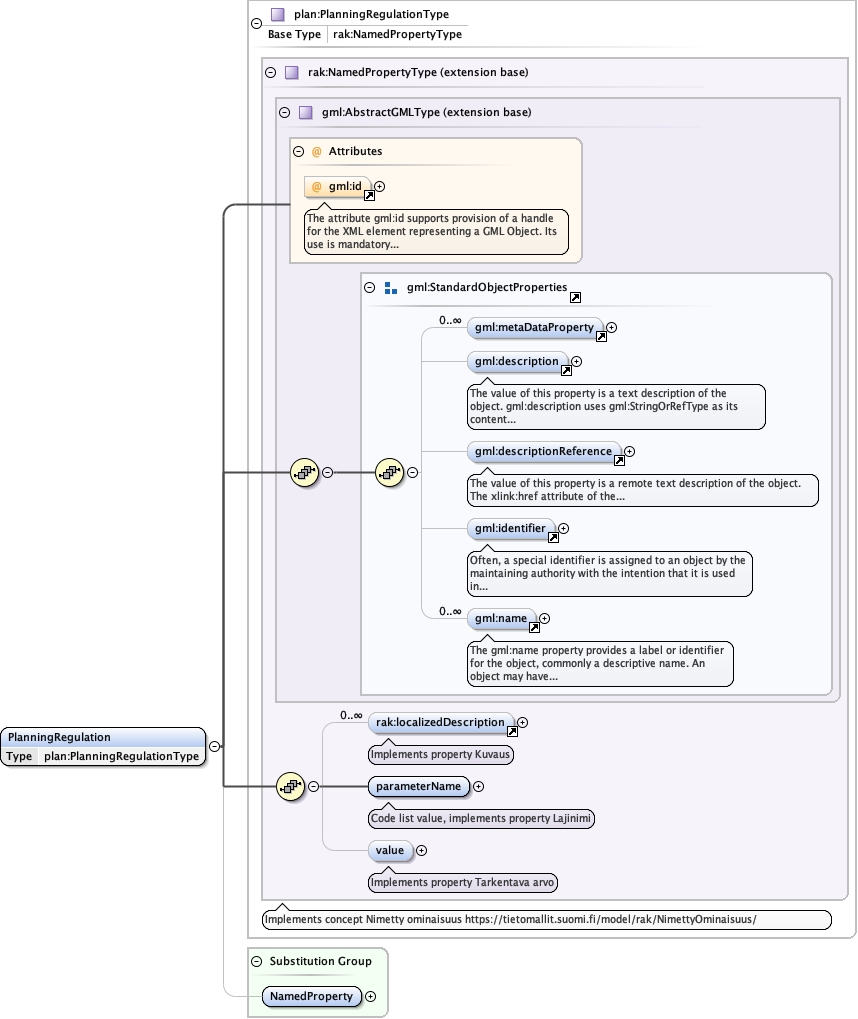 plan:PlanningRegulationType
Base Type rak:NamedPropertyType
rak:NamedPropertyType (extension base)
gml:AbstractGMLType (extension base)
@ Attributes
@ gml:id
The attribute gml:id supports provision of a handle
for the XML element representing a GML Object. Its
use is mandatory...
gml:StandardObjectProperties
0..∞
gml:metaDataProperty
gml:description
The value of this property is a text description of the
object. gml:description uses gml:StringOrRefType as its
content...
gml:descriptionReference
The value of this property is a remote text description of the object.
The xlink:href attribute of the...
gml:identifier
Often, a special identifier is assigned to an object by the
maintaining authority with the intention that it is used
in...
0..∞
gml:name
The gml:name property provides a label or identifier
for the object, commonly a descriptive name. An
object may have...
0..∞
rak:localizedDescription
Implements property Kuvaus
PlanningRegulation
Type plan:PlanningRegulationType
parameterName
Code list value, implements property Lajinimi
value
Implements property Tarkentava arvo
Implements concept Nimetty ominaisuus https://tietomallit.suomi.fi/model/rak/NimettyOminaisuus/
Substitution Group
NamedProperty